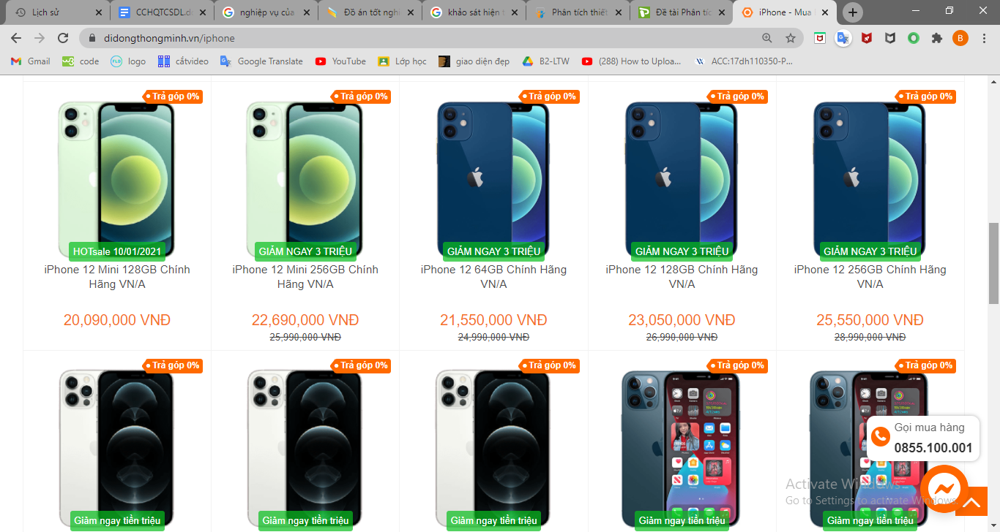 Lịch sử
CCHQTCSDL.d
nghiệp vụ của
Đồ án tốt nghi
khảo sát hiện t
Phân tích thiết
Đề tài Phân tíc
iPhone - Mua
didongthongminh.vn/iphone
B
Gmail
code
logo
cắtvideo
Google Translate
YouTube
Lớp học
giao diện đẹp
B2-LTW
(288) How to Uploa...
ACC:17dh110350-P...
Trả góp 0%
Trả góp 0%
Trả góp 0%
Trả góp 0%
Trả góp 0%
HOTsale 10/01/2021
GIẢM NGAY 3 TRIỆU
GIẢM NGAY 3 TRIỆU
GIẢM NGAY 3 TRIỆU
GIẢM NGAY 3 TRIỆU
iPhone 12 Mini 128GB Chính
Hãng VN/A
iPhone 12 Mini 256GB Chính
Hãng VN/A
iPhone 12 64GB Chính Hãng
VN/A
iPhone 12 128GB Chính Hãng
VN/A
iPhone 12 256GB Chính Hãng
VN/A
20,090,000 VNĐ
22,690,000 VNĐ
25,990,000 VNĐ
21,550,000 VNĐ
24,990,000 VNĐ
23,050,000 VNĐ
26,990,000 VNĐ
25,550,000 VNĐ
28,990,000 VNĐ
Trả góp 0%
Trả góp 0%
Trả góp 0%
Trả góp 0%
Trả góp 0%
Gọi mua hàng
0855.100.001
Activate Windows
Go to Settings to activate Windows.
Giảm ngay tiền triệu
Giảm ngay tiền triệu
Giảm ngay tiền triệu
Giảm ngay tiền triệu
Giảm ngay tiền triệu